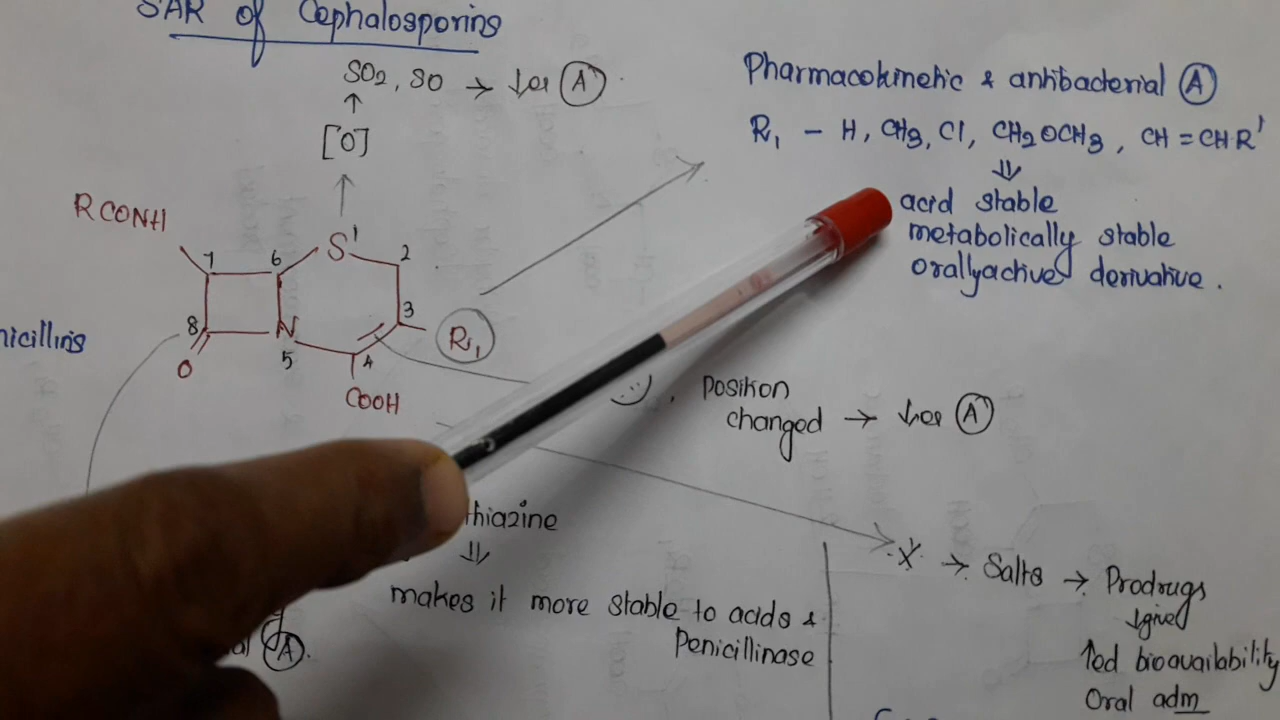 SAR of Cephalosporins
SO2, SO → ↓es (A)
↑
[O]
↑
RCONH
7
6
S
1
2
3
R1
8
O
N
5
4
COOH
nicillins
Pharmacokinetic & antibacterial (A)
R1 - H, CH3, Cl, CH2OCH3, CH=CHR'
⇓
acid stable
metabolically stable
Orallyactive derivative.
Position
changed → ↓es (A)
thiazine
⇓
makes it more stable to acids &
Penicillinase
(A).
X → Salts → Prodrugs
↓gives
↑ed bioavailability
Oral adm